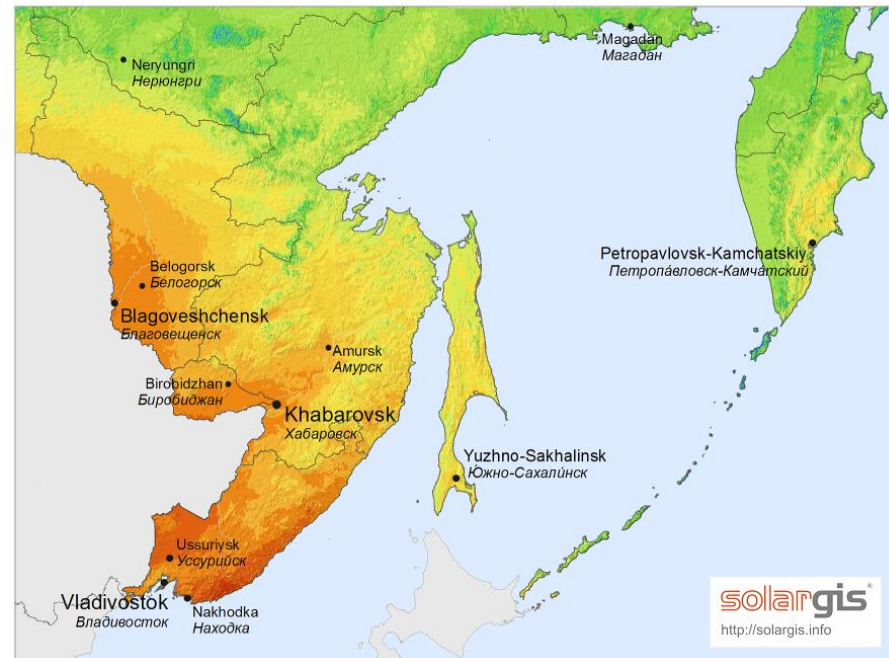 Magadan
Магадан
Neryungri
Нерюнгри
Petropavlovsk-Kamchatskiy
Петропа́вловск-Камча́тский
Belogorsk
Белогорск
Blagoveshchensk
Благовещенск
Amursk
Амурск
Birobidzhan
Биробиджан
Khabarovsk
Хабаровск
Yuzhno-Sakhalinsk
Ю́жно-Сахали́нск
Ussuriysk
Уссурийск
Vladivostok
Владивосток
Nakhodka
Находка
solargis®
http://solargis.info